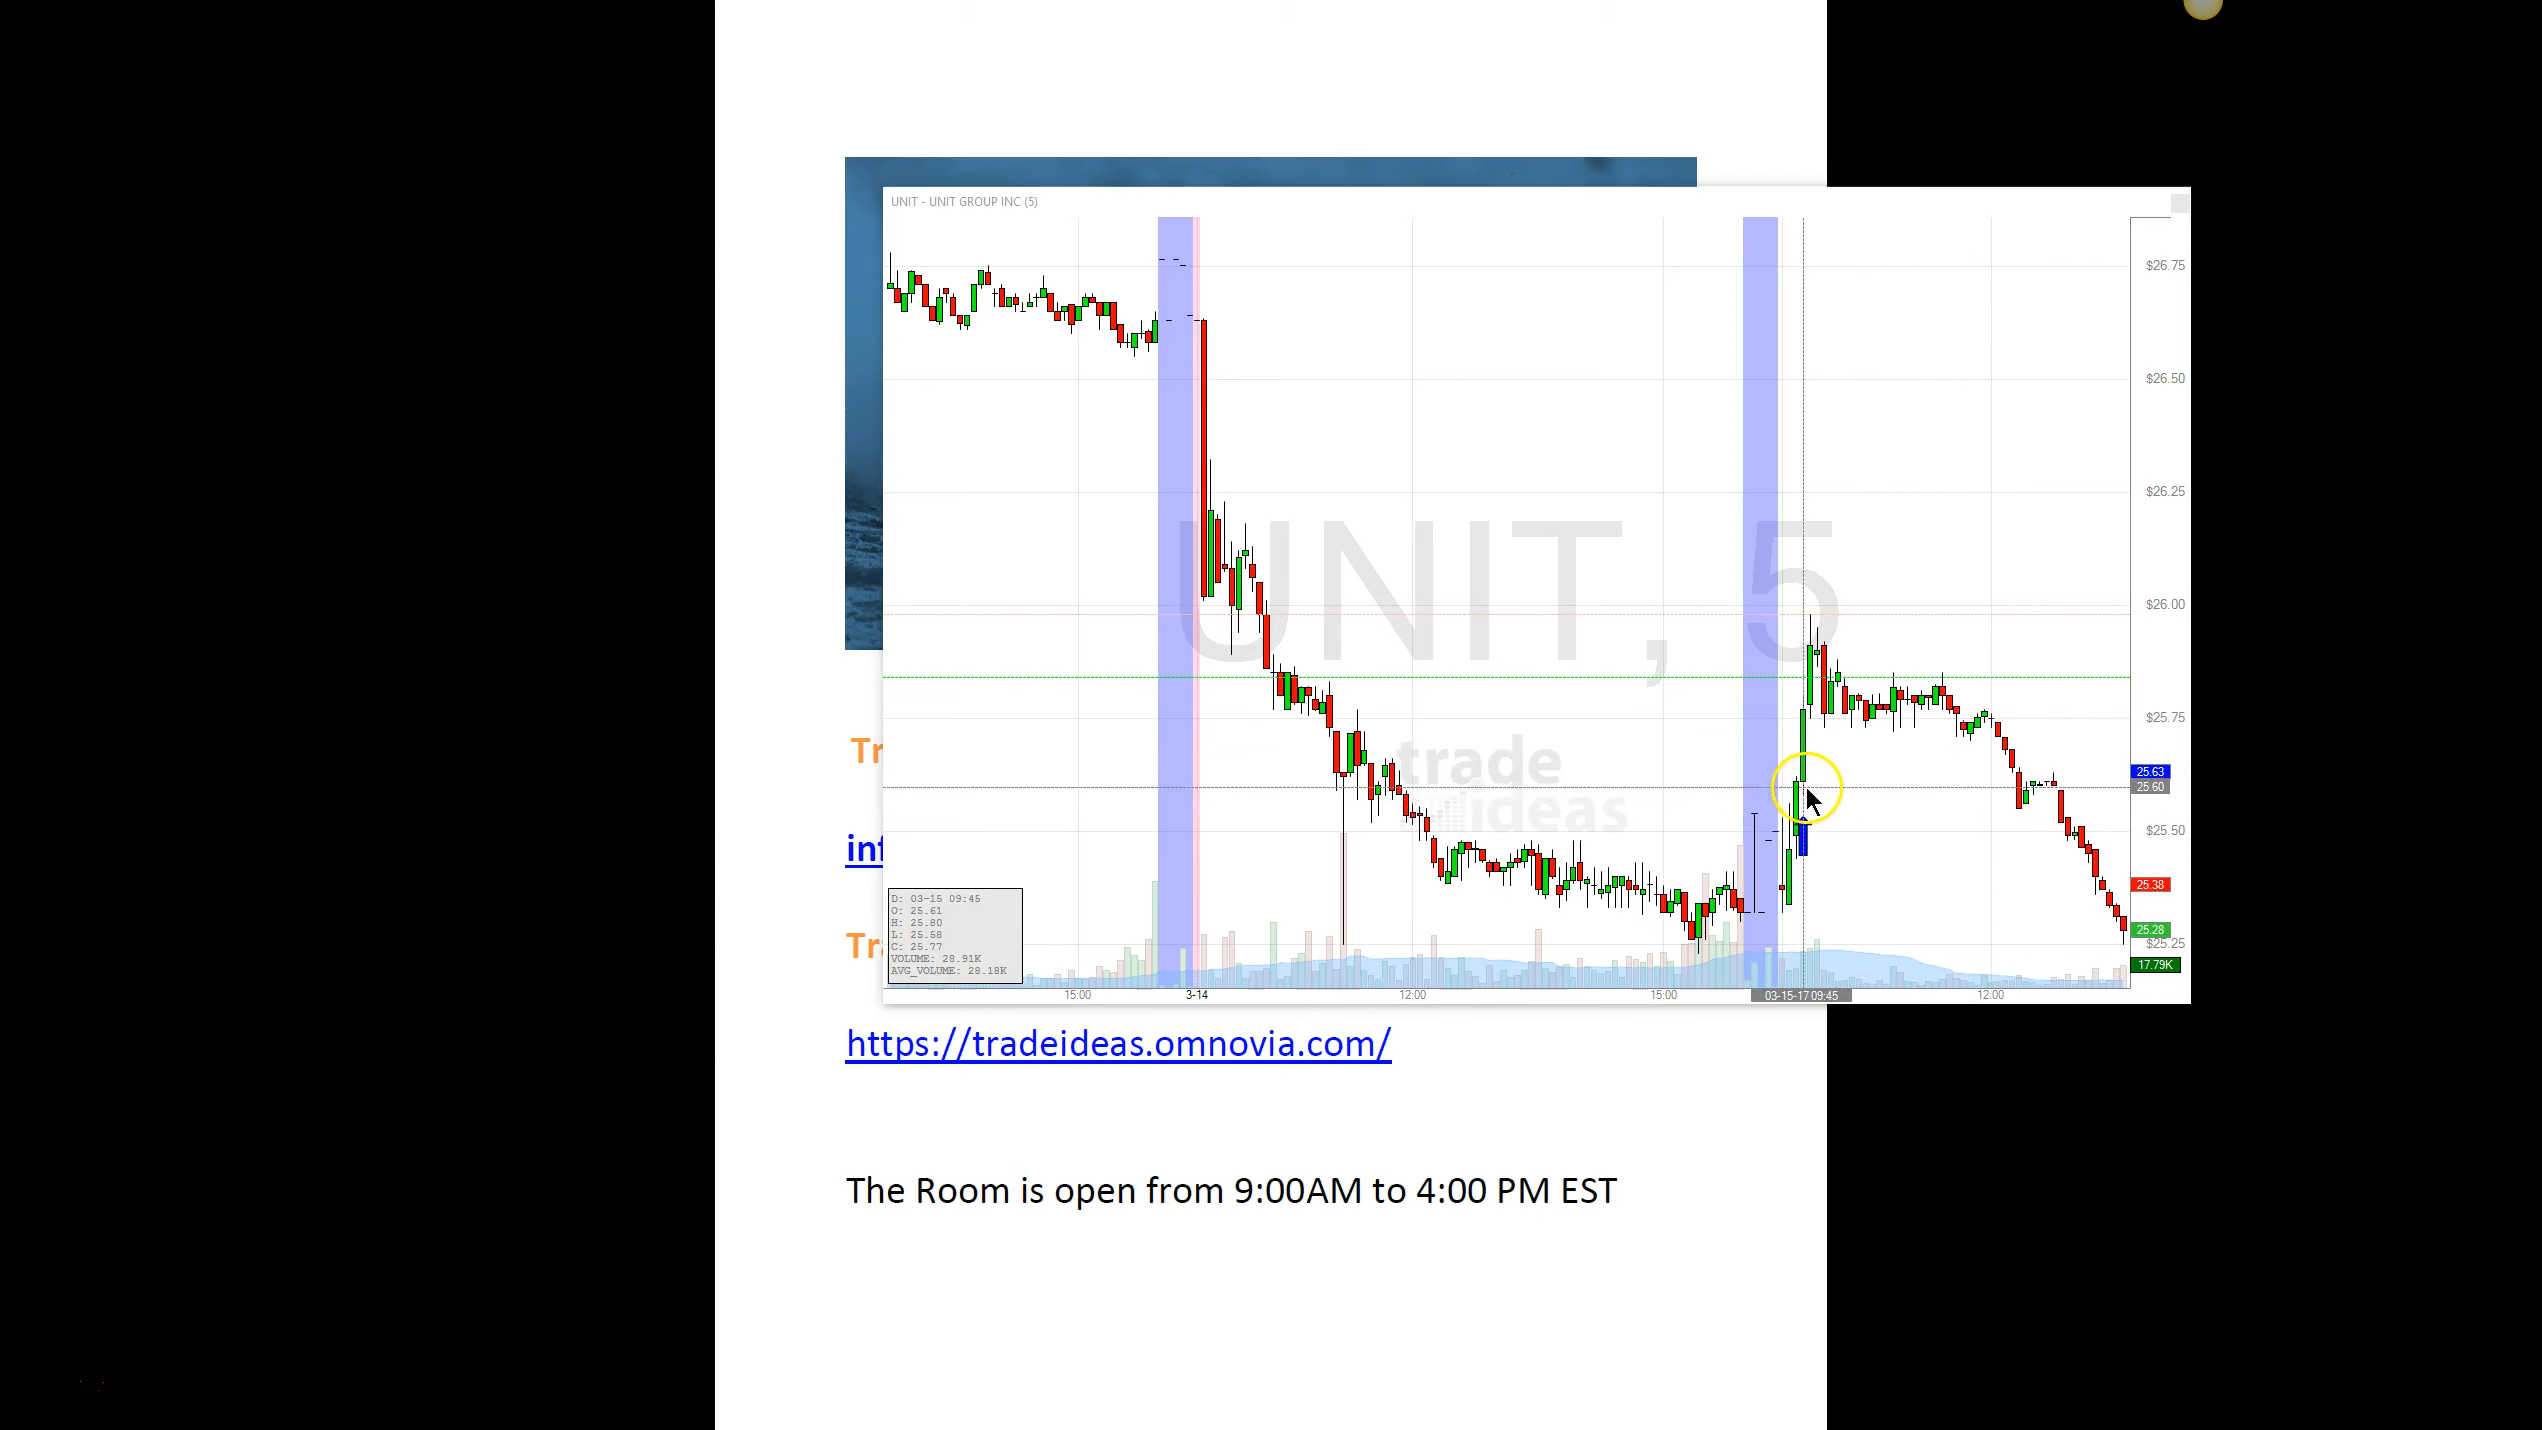 UNIT - UNIT GROUP INC (5)
$26.75
$26.50
$26.25
UNIT, 5
$26.00
$25.75
trade
ideas
25.63
25.60
$25.50
25.38
25.28
$25.25
17.79K
D: 03-15 09:45
O: 25.61
H: 25.80
L: 25.58
C: 25.77
VOLUME: 28.91K
AVG_VOLUME: 28.18K
15:00
3-14
12:00
15:00
03-15-17 09:45
12:00
Tr
inf
Tr
https://tradeideas.omnovia.com/
The Room is open from 9:00AM to 4:00 PM EST